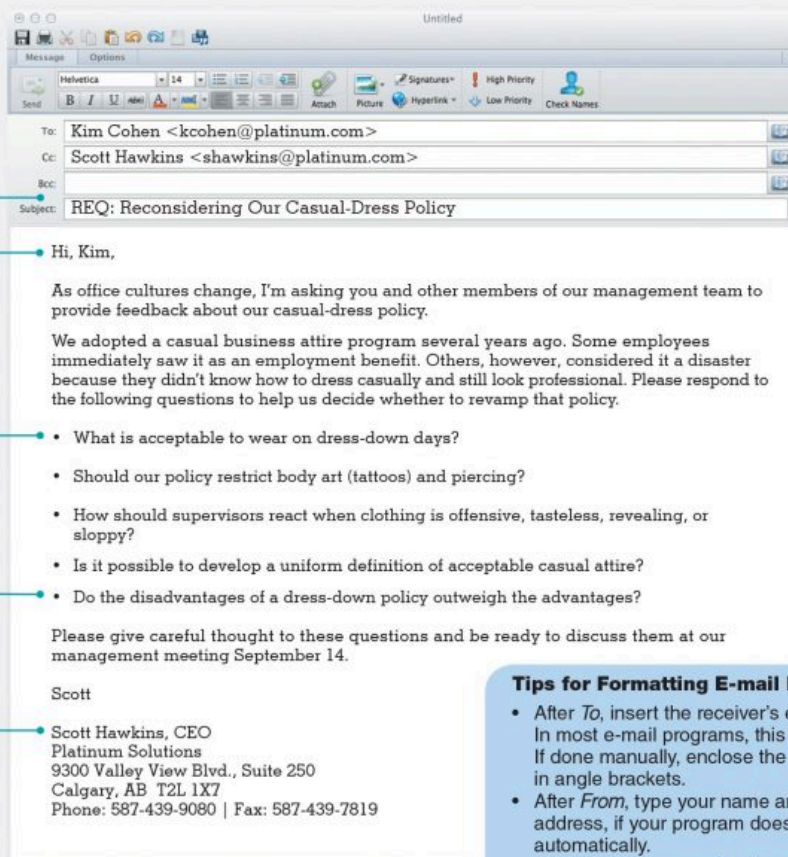 Untitled
Message Options
Helvetica 14
Send B I U ABC A Attach Picture Signatures Hyperlink High Priority Low Priority Check Names
To: Kim Cohen <kcohen@platinum.com>
Cc: Scott Hawkins <shawkins@platinum.com>
Bcc:
Subject: REQ: Reconsidering Our Casual-Dress Policy
Hi, Kim,
As office cultures change, I'm asking you and other members of our management team to
provide feedback about our casual-dress policy.
We adopted a casual business attire program several years ago. Some employees
immediately saw it as an employment benefit. Others, however, considered it a disaster
because they didn't know how to dress casually and still look professional. Please respond to
the following questions to help us decide whether to revamp that policy.
• What is acceptable to wear on dress-down days?
• Should our policy restrict body art (tattoos) and piercing?
• How should supervisors react when clothing is offensive, tasteless, revealing, or
sloppy?
• Is it possible to develop a uniform definition of acceptable casual attire?
• Do the disadvantages of a dress-down policy outweigh the advantages?
Please give careful thought to these questions and be ready to discuss them at our
management meeting September 14.
Scott
Scott Hawkins, CEO
Platinum Solutions
9300 Valley View Blvd., Suite 250
Calgary, AB T2L 1X7
Phone: 587-439-9080 | Fax: 587-439-7819
Tips for Formatting E-mail
• After To, insert the receiver's
In most e-mail programs, this
If done manually, enclose the
in angle brackets.
• After From, type your name
address, if your program does
automatically.